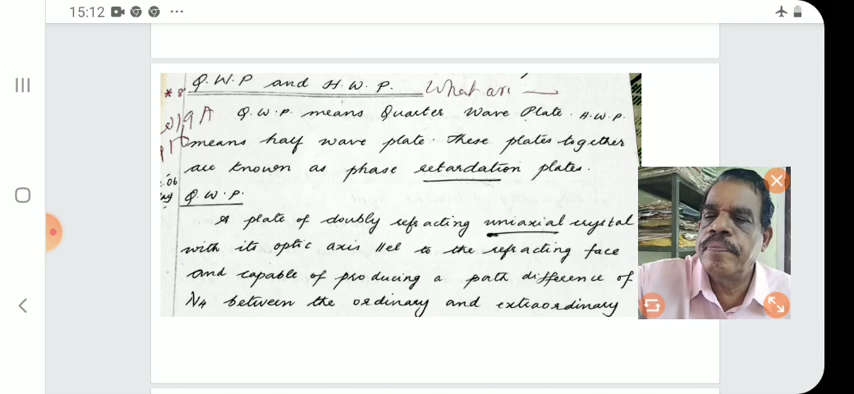 15:12
Q.W.P and H.W.P. What are
* 8
Q.W.P. means Quarter Wave Plate. H.W.P.
means half wave plate. These plates together
are known as phase retardation plates.
Q.W.P.
A plate of doubly refracting uniaxial crystal
with its optic axis llel to the refracting face
and capable of producing a path difference of
λ/4 between the ordinary and extraordinary